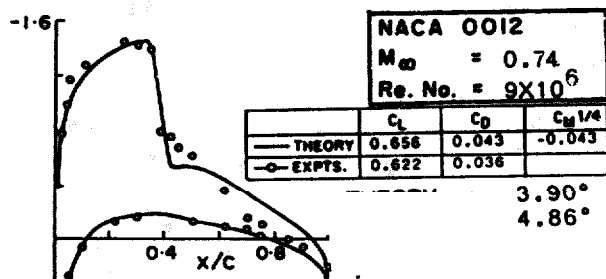 -1.6
NACA 0012
M∞ = 0.74
Re. No. = 9X10^6
C_L C_D C_M 1/4
THEORY 0.656 0.043 -0.043
EXPTS. 0.622 0.036
3.90°
4.86°
0.4 X/C 0.8